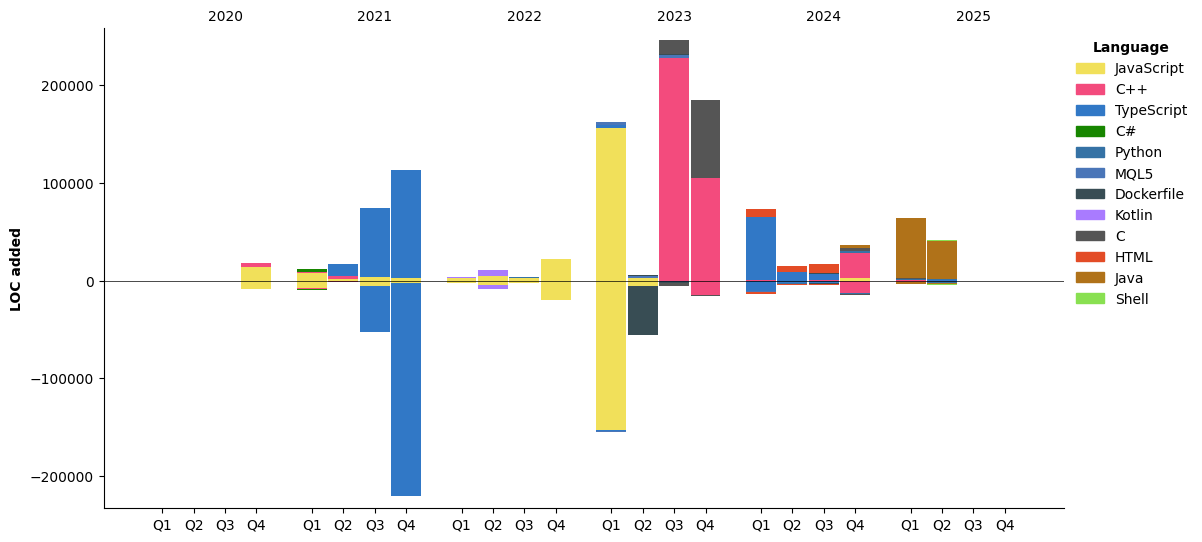 2020 2021 2022 2023 2024 2025
LOC added
200000
100000
0
−100000
−200000
Q1 Q2 Q3 Q4 Q1 Q2 Q3 Q4 Q1 Q2 Q3 Q4 Q1 Q2 Q3 Q4 Q1 Q2 Q3 Q4 Q1 Q2 Q3 Q4
Language
JavaScript
C++
TypeScript
C#
Python
MQL5
Dockerfile
Kotlin
C
HTML
Java
Shell